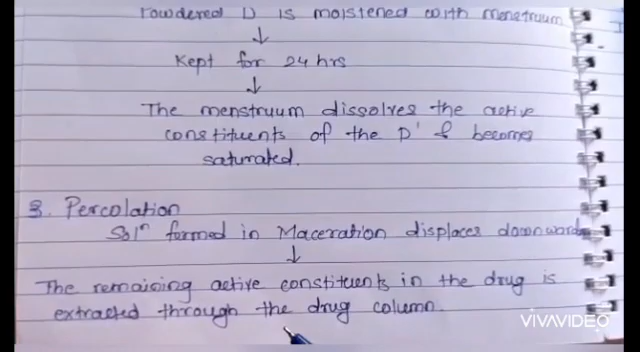 Powdered D is moistened with menstruum
↓
Kept for 24 hrs
↓
The menstruum dissolves the active
constituents of the D' & becomes
saturated.
3. Percolation
Solⁿ formed in Maceration displaces downwards
↓
The remaining active constituents in the drug is
extracted through the drug column.
VIVAVIDEO